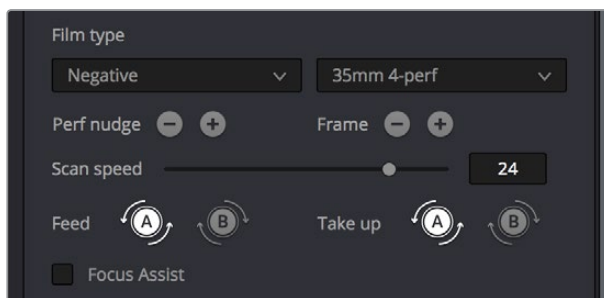 Film type
Negative 35mm 4-perf
Perf nudge Frame
Scan speed 24
Feed A B Take up A B
Focus Assist